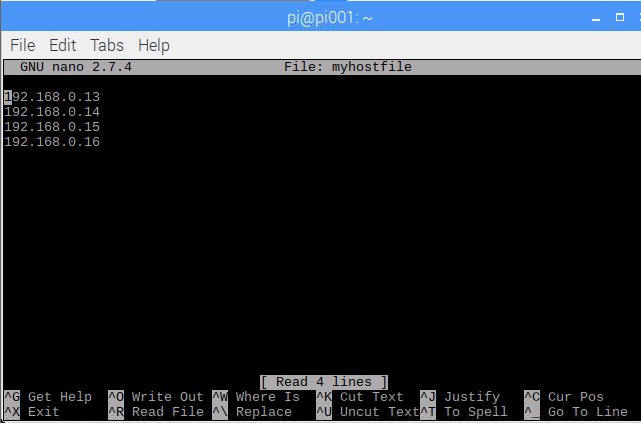 pi@pi001: ~
File Edit Tabs Help
GNU nano 2.7.4 File: myhostfile
192.168.0.13
192.168.0.14
192.168.0.15
192.168.0.16
[ Read 4 lines ]
^G Get Help ^O Write Out ^W Where Is ^K Cut Text ^J Justify ^C Cur Pos
^X Exit ^R Read File ^\ Replace ^U Uncut Text ^T To Spell ^_ Go To Line